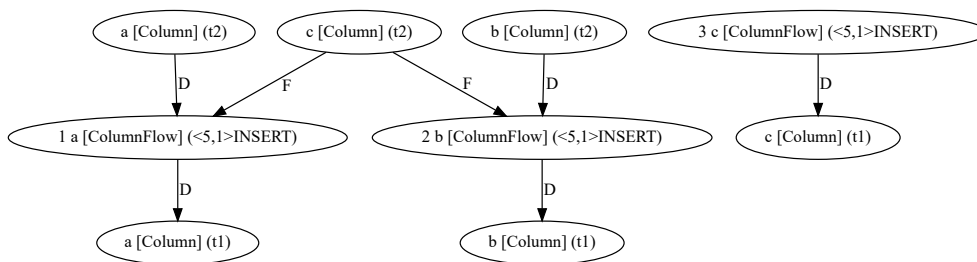 a [Column] (t2)
c [Column] (t2)
b [Column] (t2)
3 c [ColumnFlow] (<5,1>INSERT)
D
F
F
D
D
1 a [ColumnFlow] (<5,1>INSERT)
2 b [ColumnFlow] (<5,1>INSERT)
c [Column] (t1)
D
D
a [Column] (t1)
b [Column] (t1)